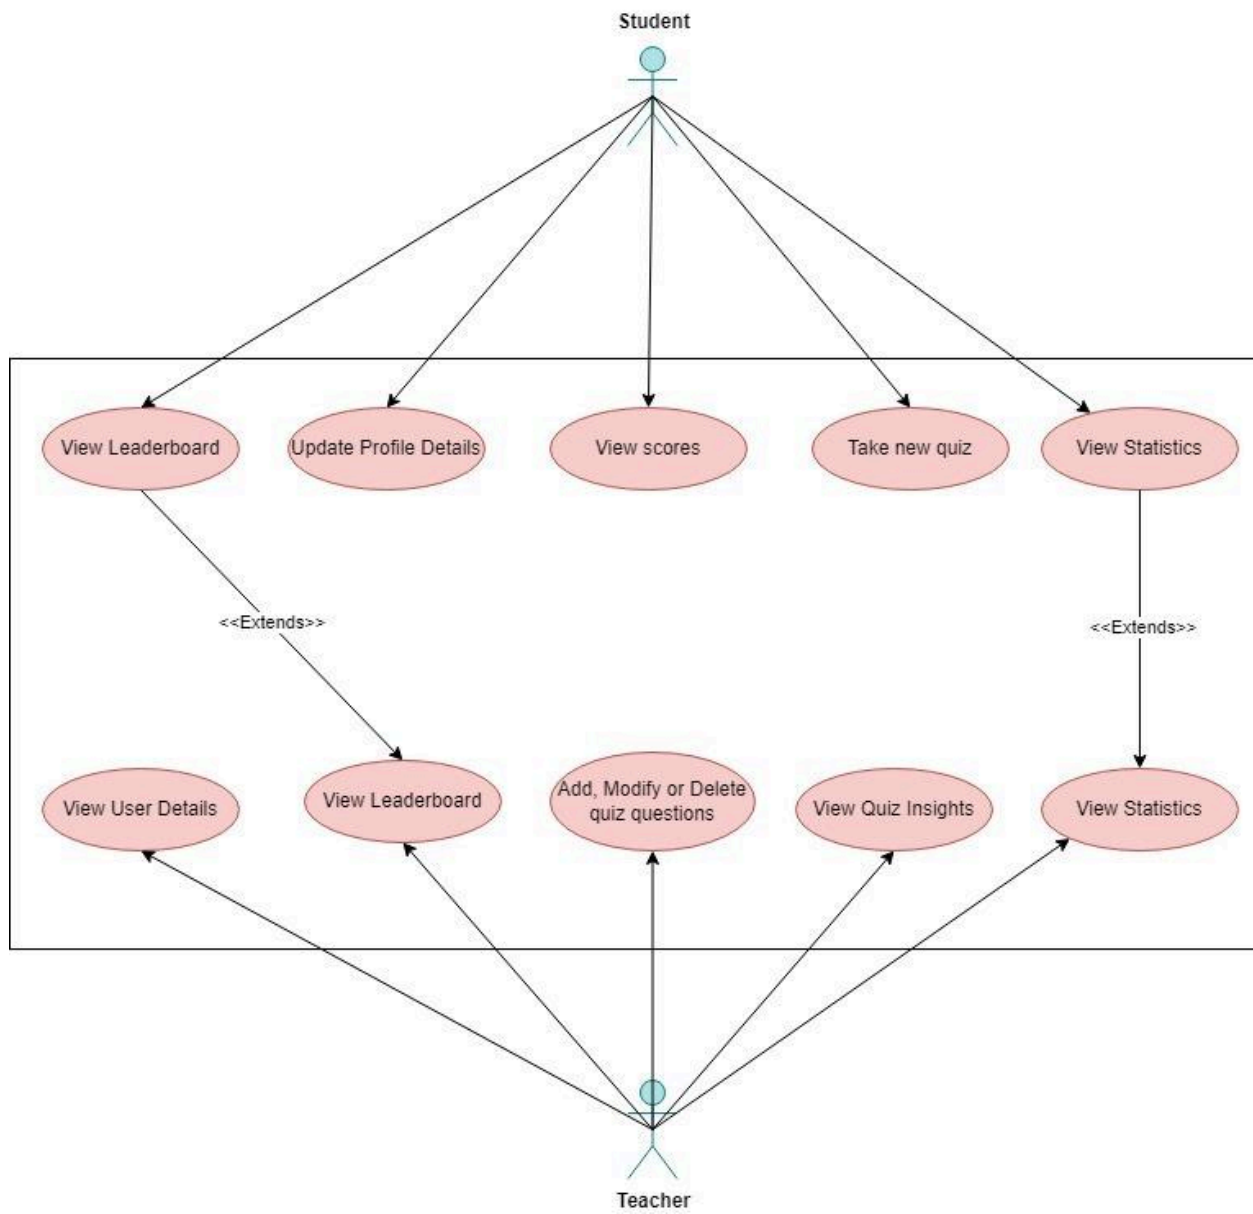 Student
View Leaderboard
Update Profile Details
View scores
Take new quiz
View Statistics
<<Extends>>
<<Extends>>
View User Details
View Leaderboard
Add, Modify or Delete
quiz questions
View Quiz Insights
View Statistics
Teacher